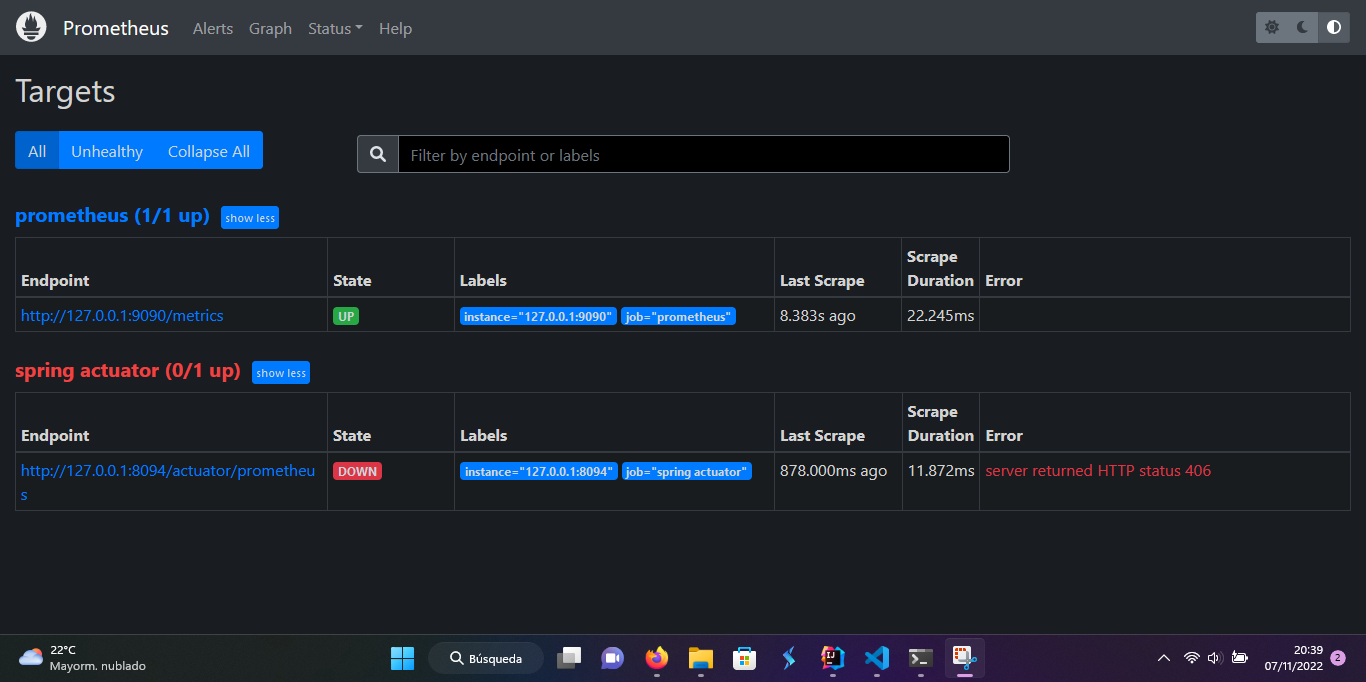 Prometheus Alerts Graph Status Help
Targets
All Unhealthy Collapse All
Filter by endpoint or labels
prometheus (1/1 up) show less
Endpoint State Labels Last Scrape Scrape Duration Error
http://127.0.0.1:9090/metrics UP instance="127.0.0.1:9090" job="prometheus" 8.383s ago 22.245ms
spring actuator (0/1 up) show less
Endpoint State Labels Last Scrape Scrape Duration Error
http://127.0.0.1:8094/actuator/prometheu DOWN instance="127.0.0.1:8094" job="spring actuator" 878.000ms ago 11.872ms server returned HTTP status 406
s
22°C
Mayorm. nublado
Búsqueda
20:39
07/11/2022
2